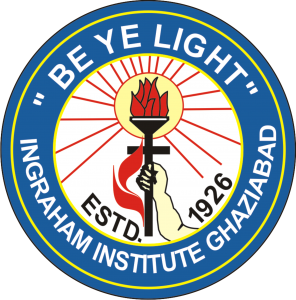 " BE YE LIGHT "
ESTD. 1926
INGRAHAM INSTITUTE GHAZIABAD